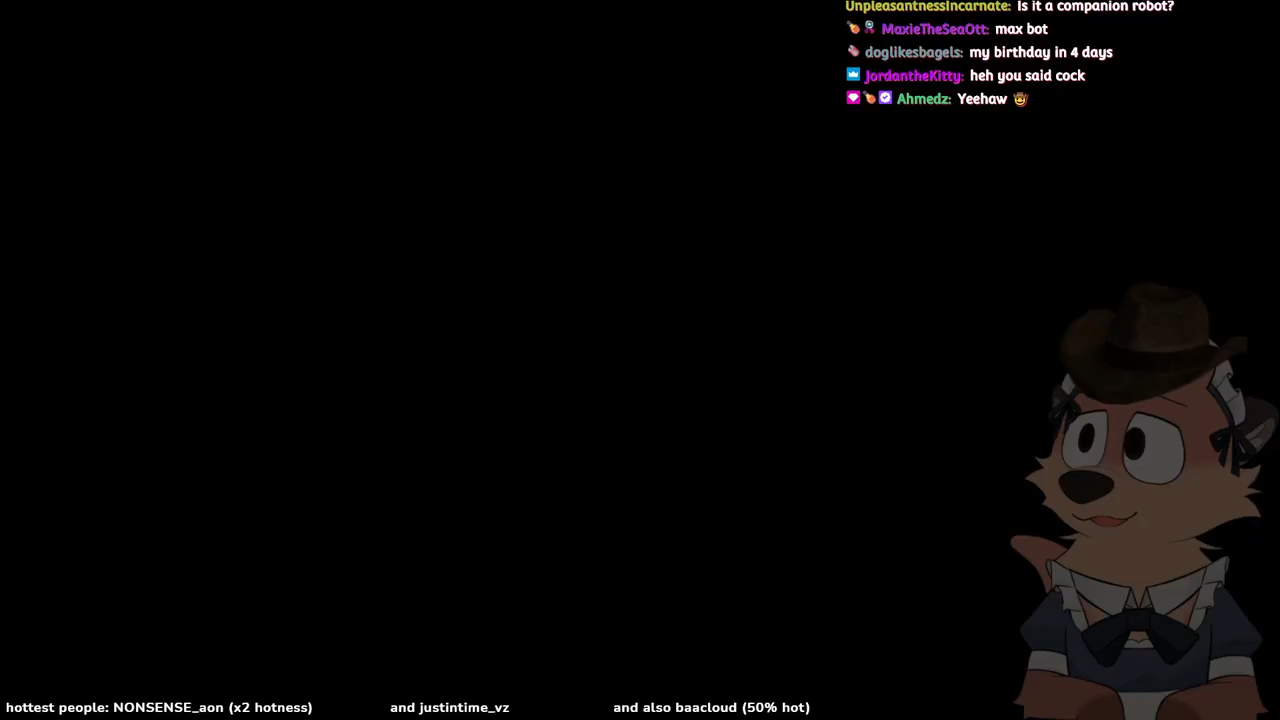 UnpleasantnessIncarnate: Is it a companion robot?
MaxieTheSeaOtt: max bot
doglikesbagels: my birthday in 4 days
JordantheKitty: heh you said cock
Ahmedz: Yeehaw 🤠
hottest people: NONSENSE_aon (x2 hotness) and justintime_vz and also baacloud (50% hot)